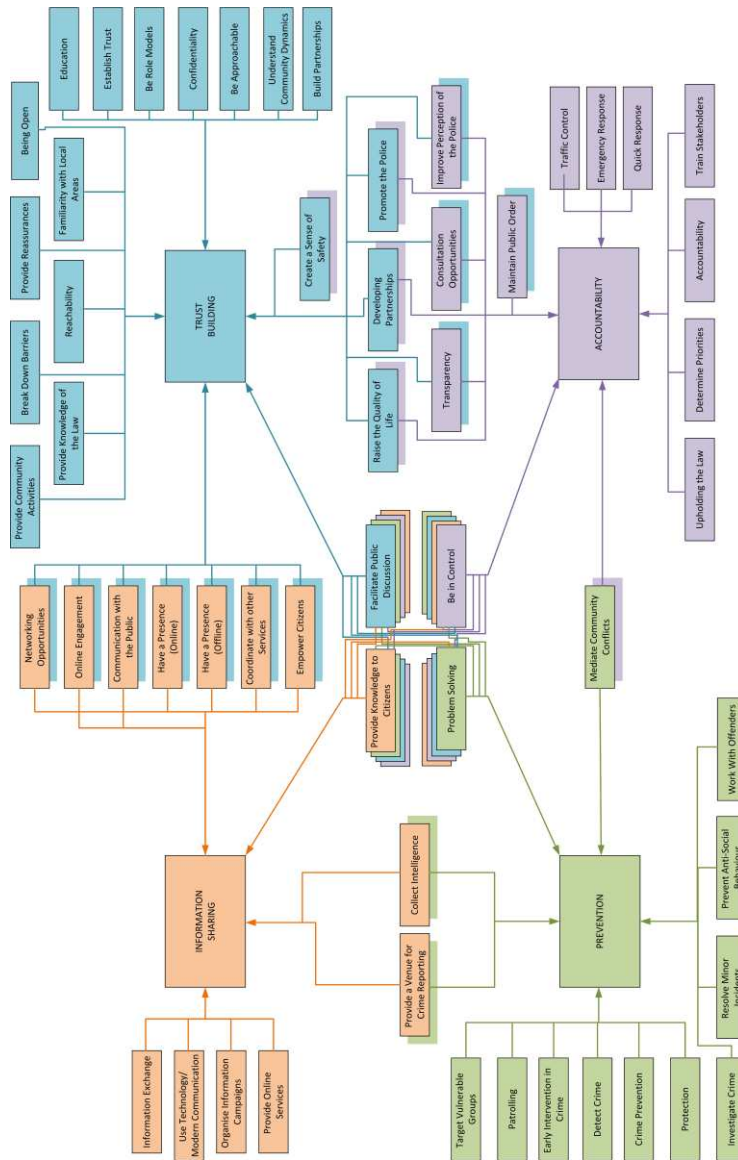 Information Exchange
Use Technology/
Modern Communication
Organise Information
Campaigns
Provide Online
Services
INFORMATION
SHARING
Networking
Opportunities
Online Engagement
Communication with
the Public
Have a Presence
(Online)
Have a Presence
(Offline)
Coordinate with other
Services
Empower Citizens
Provide Community
Activities
Break Down Barriers
Provide Reassurances
Being Open
Provide Knowledge of
the Law
Reachability
Familiarity with Local
Areas
TRUST
BUILDING
Education
Establish Trust
Be Role Models
Confidentiality
Be Approachable
Understand
Community Dynamics
Build Partnerships
Create a Sense of
Safety
Provide a Venue for
Crime Reporting
Collect Intelligence
Provide Knowledge to
Citizens
Facilitate Public
Discussion
Problem Solving
Be in Control
Raise the Quality of
Life
Developing
Partnerships
Promote the Police
Transparency
Consultation
Opportunities
Improve Perception of
the Police
Maintain Public Order
Target Vulnerable
Groups
Patrolling
Early Intervention in
Crime
Detect Crime
Crime Prevention
Protection
Investigate Crime
PREVENTION
Mediate Community
Conflicts
ACCOUNTABILITY
Traffic Control
Emergency Response
Quick Response
Resolve Minor
Incidents
Prevent Anti-Social
Behaviour
Work With Offenders
Upholding the Law
Determine Priorities
Accountability
Train Stakeholders